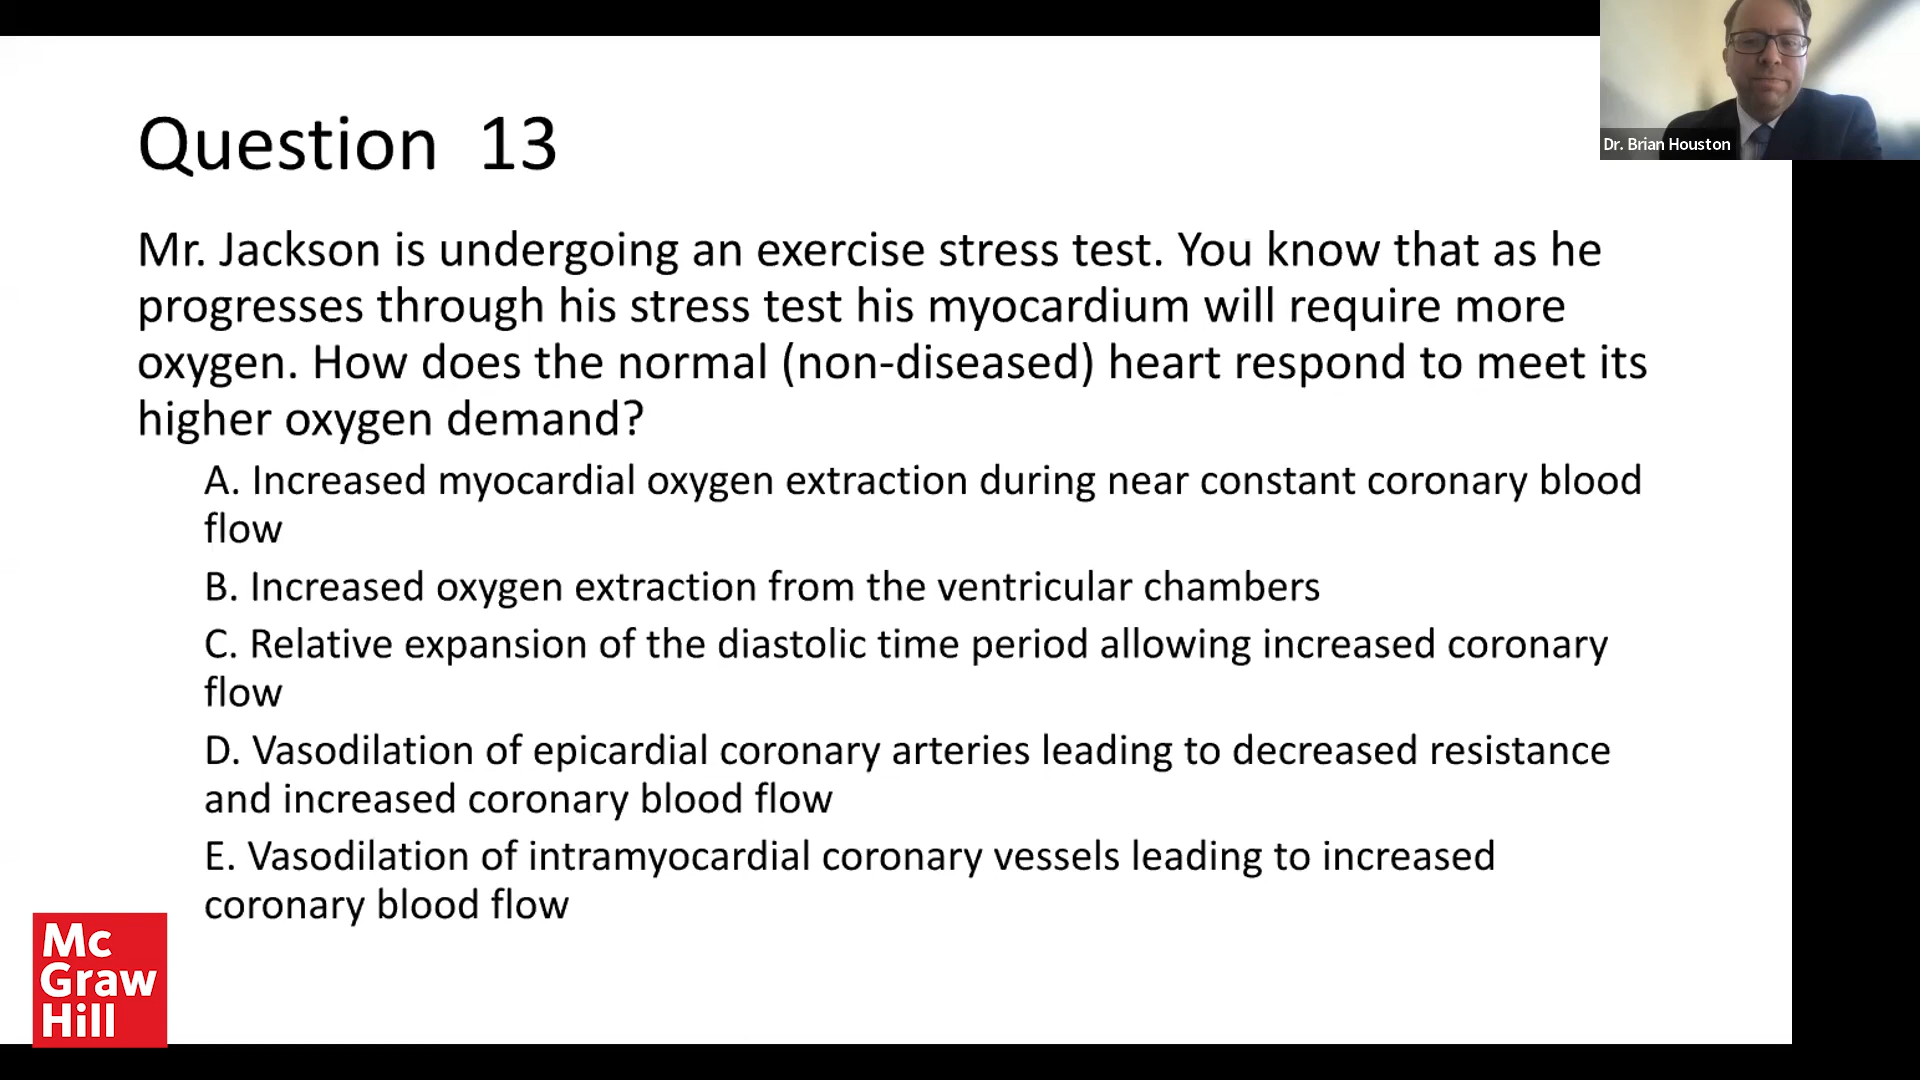 Dr. Brian Houston
Question 13
Mr. Jackson is undergoing an exercise stress test. You know that as he
progresses through his stress test his myocardium will require more
oxygen. How does the normal (non-diseased) heart respond to meet its
higher oxygen demand?
A. Increased myocardial oxygen extraction during near constant coronary blood
flow
B. Increased oxygen extraction from the ventricular chambers
C. Relative expansion of the diastolic time period allowing increased coronary
flow
D. Vasodilation of epicardial coronary arteries leading to decreased resistance
and increased coronary blood flow
E. Vasodilation of intramyocardial coronary vessels leading to increased
coronary blood flow
Mc
Graw
Hill